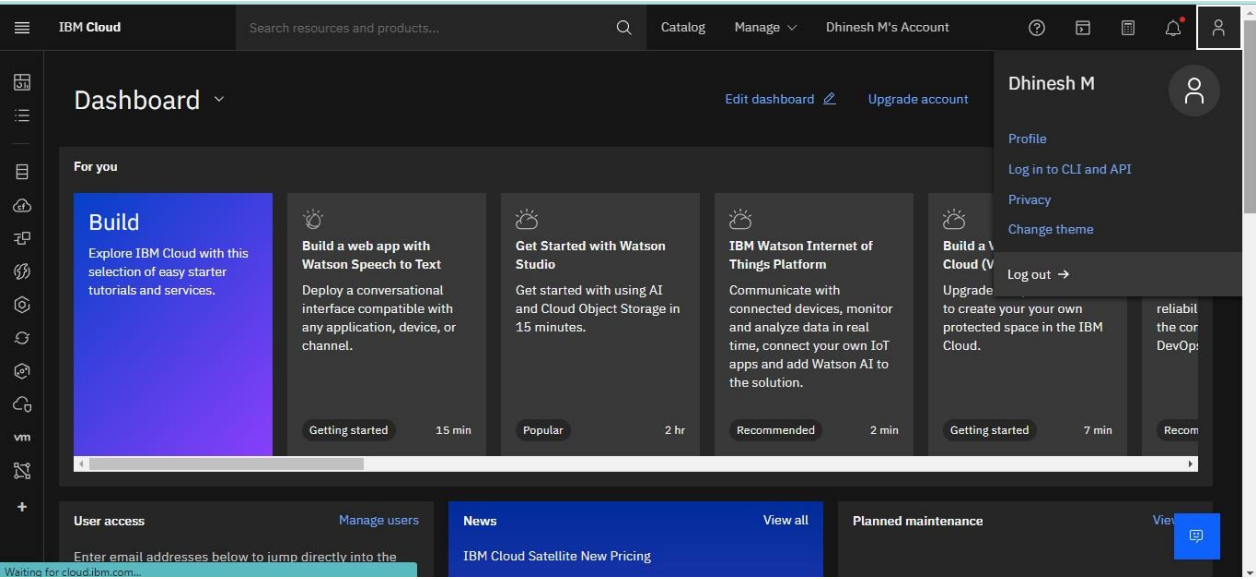 IBM Cloud
Search resources and products...
Catalog
Manage
Dhinesh M's Account
Dhinesh M
Profile
Log in to CLI and API
Privacy
Change theme
Log out →
Dashboard
Edit dashboard
Upgrade account
For you
Build
Explore IBM Cloud with this
selection of easy starter
tutorials and services.
Build a web app with
Watson Speech to Text
Deploy a conversational
interface compatible with
any application, device, or
channel.
Getting started
15 min
Get Started with Watson
Studio
Get started with using AI
and Cloud Object Storage in
15 minutes.
Popular
2 hr
IBM Watson Internet of
Things Platform
Communicate with
connected devices, monitor
and analyze data in real
time, connect your own IoT
apps and add Watson AI to
the solution.
Recommended
2 min
Build a
Cloud (V
Upgrade
to create your your own
protected space in the IBM
Cloud.
Getting started
7 min
reliabil
the cor
DevOps
Recom
vm
User access
Manage users
Enter email addresses below to jump directly into the
News
View all
IBM Cloud Satellite New Pricing
Planned maintenance
Waiting for cloud.ibm.com...